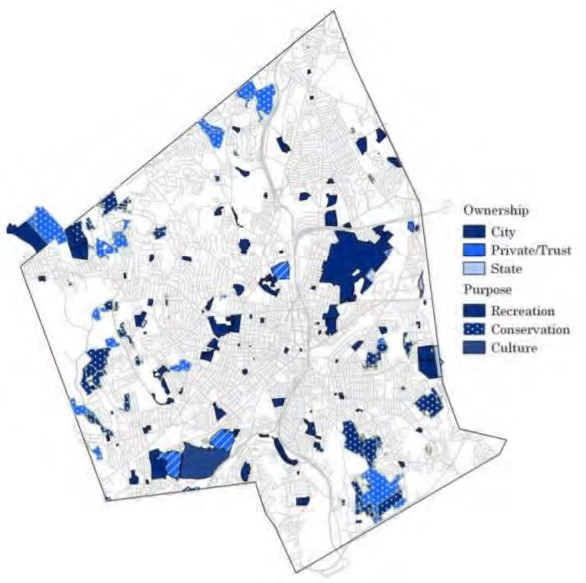 Ownership
City
Private/Trust
State
Purpose
Recreation
Conservation
Culture